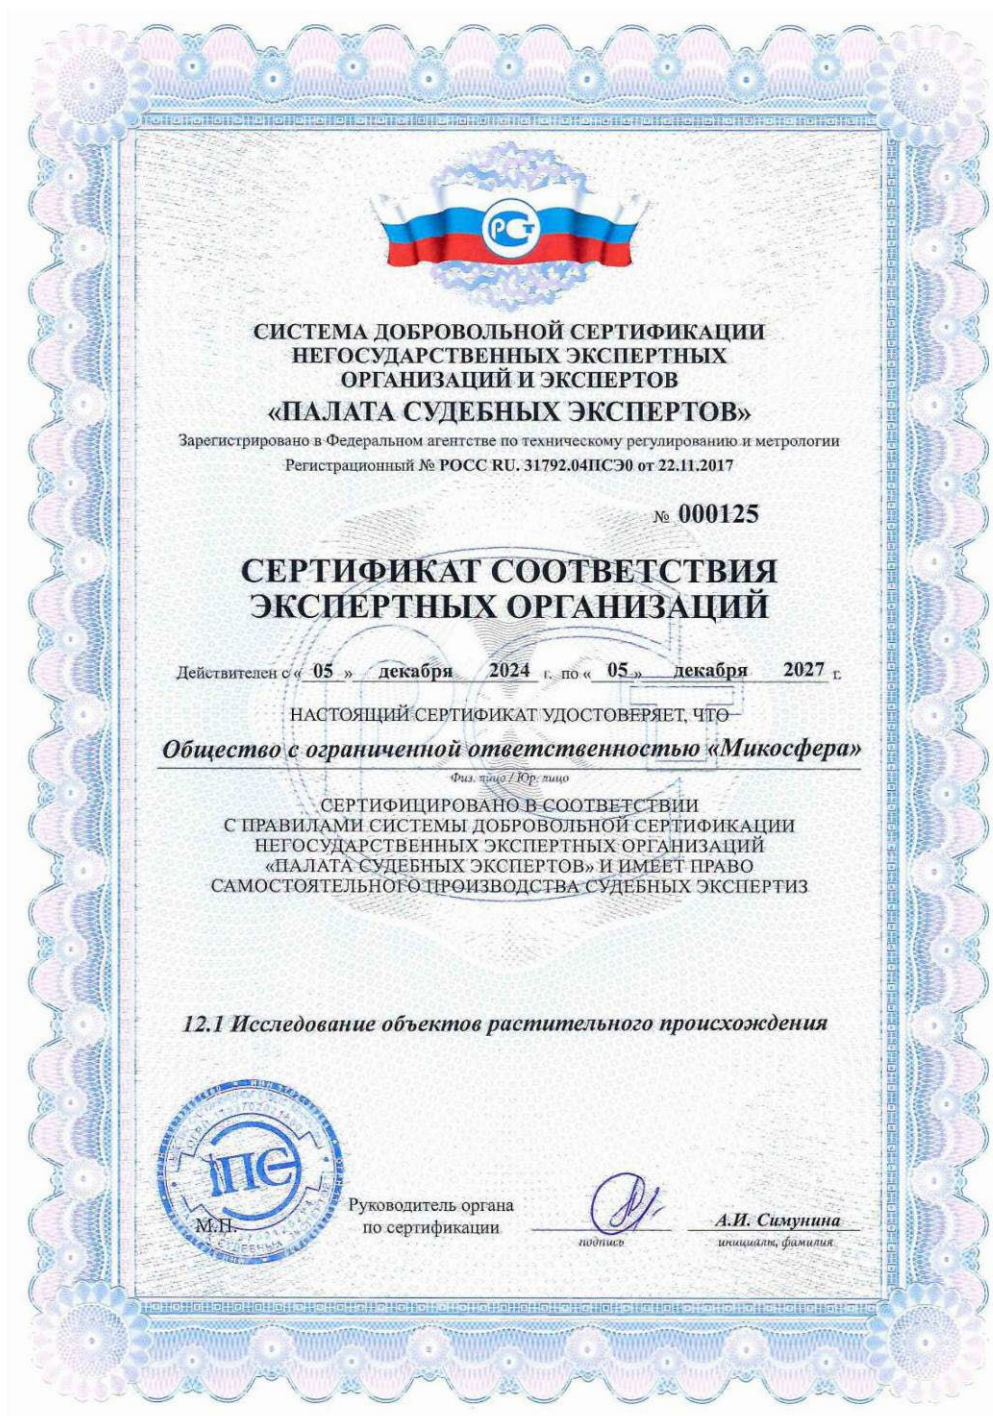 РСТ
СИСТЕМА ДОБРОВОЛЬНОЙ СЕРТИФИКАЦИИ
НЕГОСУДАРСТВЕННЫХ ЭКСПЕРТНЫХ
ОРГАНИЗАЦИЙ И ЭКСПЕРТОВ
«ПАЛАТА СУДЕБНЫХ ЭКСПЕРТОВ»
Зарегистрировано в Федеральном агентстве по техническому регулированию и метрологии
Регистрационный № РОСС RU. 31792.04ПСЭ0 от 22.11.2017
№ 000125
СЕРТИФИКАТ СООТВЕТСТВИЯ
ЭКСПЕРТНЫХ ОРГАНИЗАЦИЙ
Действителен с « 05 » декабря 2024 г. по « 05 » декабря 2027 г.
НАСТОЯЩИЙ СЕРТИФИКАТ УДОСТОВЕРЯЕТ, ЧТО
Общество с ограниченной ответственностью «Микосфера»
Физ. лицо / Юр. лицо
СЕРТИФИЦИРОВАНО В СООТВЕТСТВИИ
С ПРАВИЛАМИ СИСТЕМЫ ДОБРОВОЛЬНОЙ СЕРТИФИКАЦИИ
НЕГОСУДАРСТВЕННЫХ ЭКСПЕРТНЫХ ОРГАНИЗАЦИЙ
«ПАЛАТА СУДЕБНЫХ ЭКСПЕРТОВ» И ИМЕЕТ ПРАВО
САМОСТОЯТЕЛЬНОГО ПРОИЗВОДСТВА СУДЕБНЫХ ЭКСПЕРТИЗ
12.1 Исследование объектов растительного происхождения
ПСЭ
М.П.
Руководитель органа
по сертификации
подпись
А.И. Симунина
инициалы, фамилия